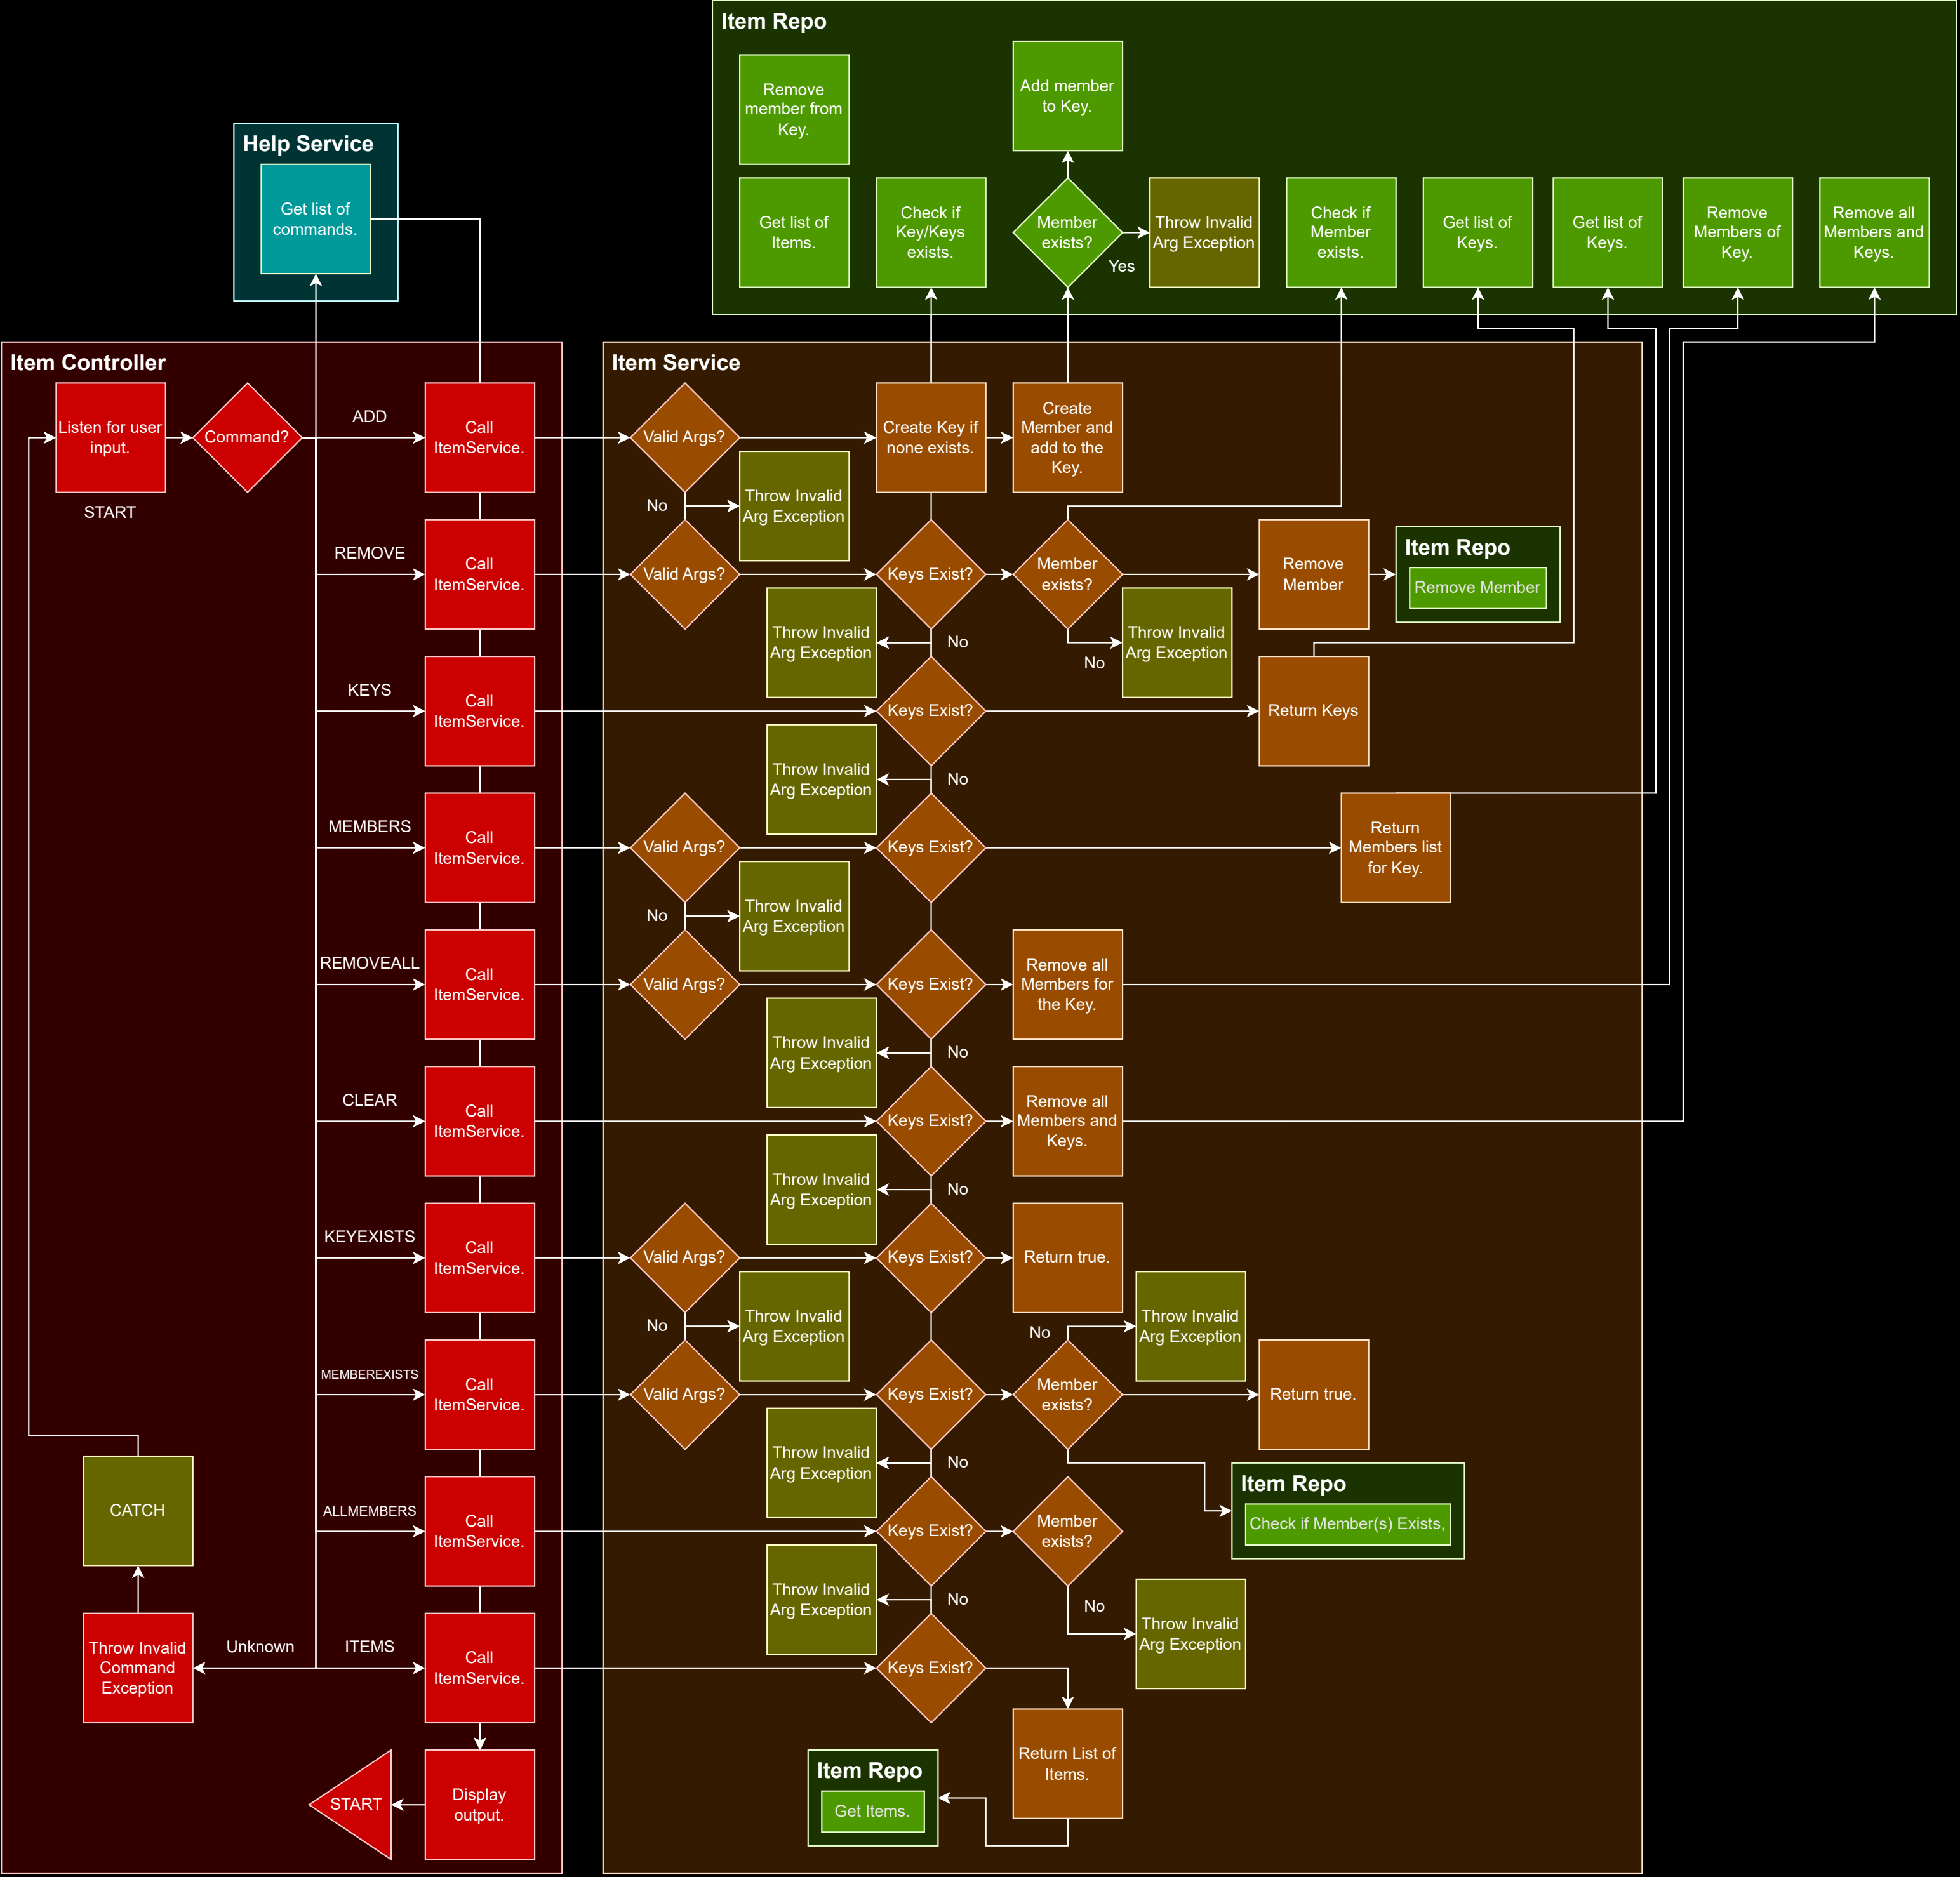 Item Repo
Remove
member from
Key.
Add member
to Key.
Get list of
Items.
Check if
Key/Keys
exists.
Member
exists?
Yes
Throw Invalid
Arg Exception
Check if
Member
exists.
Get list of
Keys.
Get list of
Keys.
Remove
Members of
Key.
Remove all
Members and
Keys.
Help Service
Get list of
commands.
Item Controller
Listen for user
input.
START
Command?
ADD
Call
ItemService.
REMOVE
Call
ItemService.
KEYS
Call
ItemService.
MEMBERS
Call
ItemService.
REMOVEALL
Call
ItemService.
CLEAR
Call
ItemService.
KEYEXISTS
Call
ItemService.
MEMBEREXISTS
Call
ItemService.
ALLMEMBERS
Call
ItemService.
CATCH
Throw Invalid
Command
Exception
Unknown
ITEMS
Call
ItemService.
START
Display
output.
Item Service
Valid Args?
Create Key if
none exists.
Create
Member and
add to the
Key.
No
Throw Invalid
Arg Exception
Valid Args?
Keys Exist?
Member
exists?
Remove
Member
Item Repo
Remove Member
Throw Invalid
Arg Exception
No
No
Throw Invalid
Arg Exception
Keys Exist?
Return Keys
Throw Invalid
Arg Exception
No
Valid Args?
Keys Exist?
Return
Members list
for Key.
No
Throw Invalid
Arg Exception
Valid Args?
Keys Exist?
Remove all
Members for
the Key.
Throw Invalid
Arg Exception
No
Keys Exist?
Remove all
Members and
Keys.
Throw Invalid
Arg Exception
No
Valid Args?
Keys Exist?
Return true.
No
Throw Invalid
Arg Exception
No
Throw Invalid
Arg Exception
Valid Args?
Keys Exist?
Member
exists?
Return true.
Throw Invalid
Arg Exception
No
Item Repo
Check if Member(s) Exists,
Keys Exist?
Member
exists?
Throw Invalid
Arg Exception
No
No
Throw Invalid
Arg Exception
Keys Exist?
Return List of
Items.
Item Repo
Get Items.